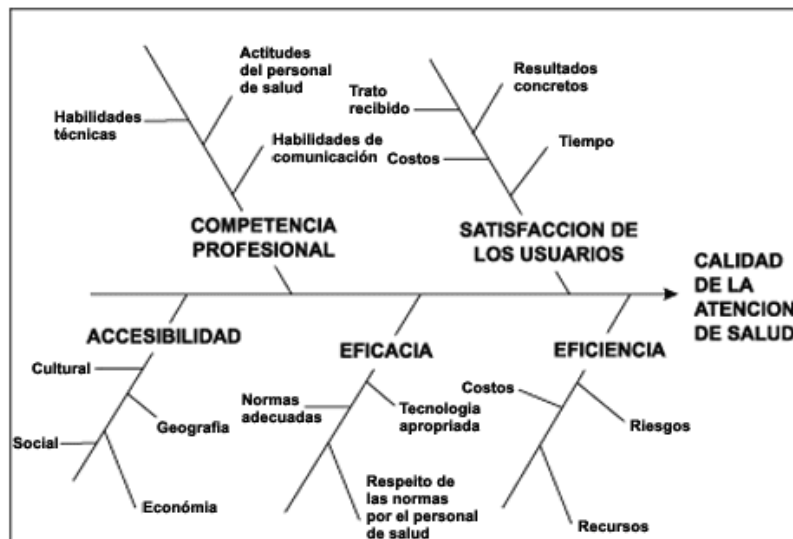 Actitudes
del personal
de salud
Habilidades
técnicas
Habilidades de
comunicación
COMPETENCIA
PROFESIONAL
Resultados
concretos
Trato
recibido
Costos
Tiempo
SATISFACCION DE
LOS USUARIOS
CALIDAD
DE LA
ATENCION
DE SALUD
ACCESIBILIDAD
Cultural
Geografia
Social
Económia
EFICACIA
Normas
adecuadas
Tecnologia
apropriada
Respeito de
las normas
por el personal
de salud
EFICIENCIA
Costos
Riesgos
Recursos